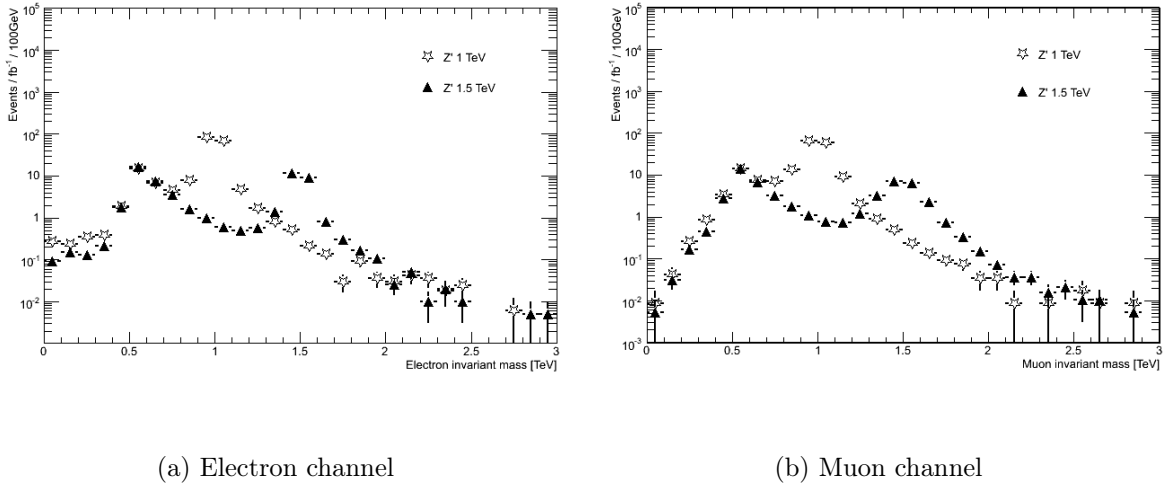 Events / fb⁻¹ / 100GeV
10⁵
10⁴
10³
10²
10
1
10⁻¹
10⁻²
Z' 1 TeV
Z' 1.5 TeV
0 0.5 1 1.5 2 2.5 3
Electron invariant mass [TeV]
(a) Electron channel
Events / fb⁻¹ / 100GeV
10⁵
10⁴
10³
10²
10
1
10⁻¹
10⁻²
10⁻³
Z' 1 TeV
Z' 1.5 TeV
0 0.5 1 1.5 2 2.5 3
Muon invariant mass [TeV]
(b) Muon channel